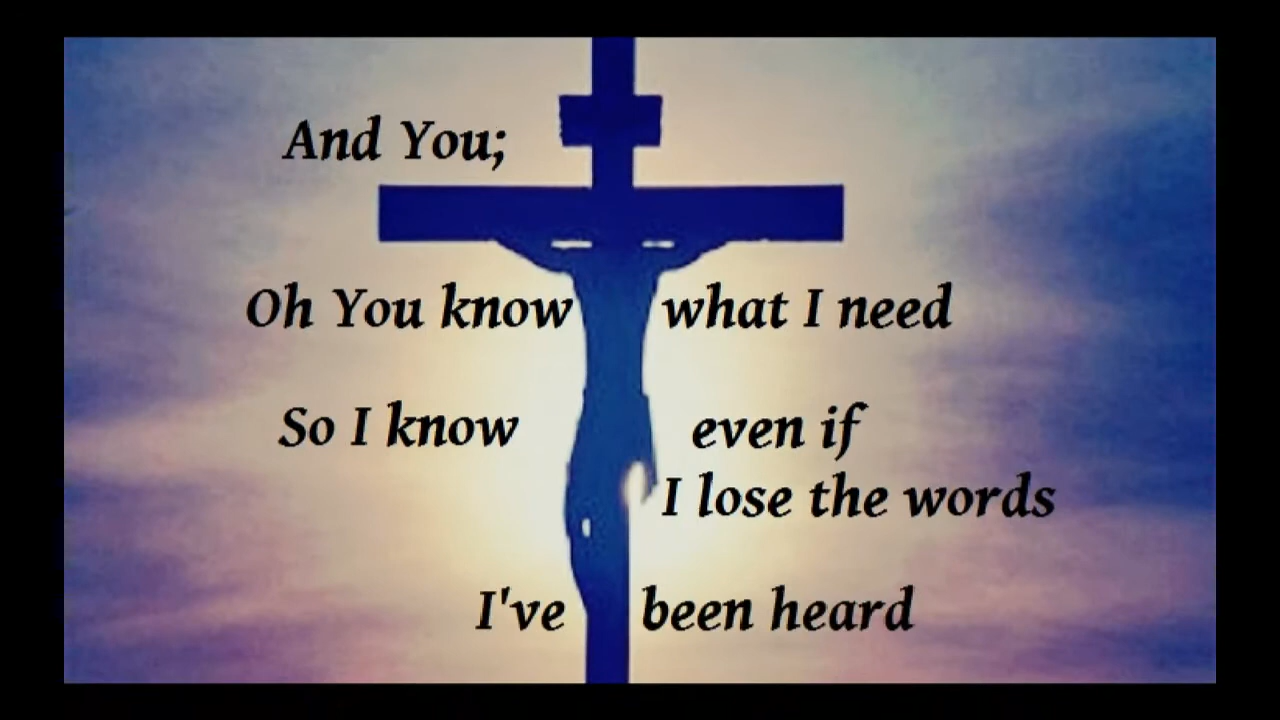 And You;
Oh You know what I need
So I know even if
I lose the words
I've been heard